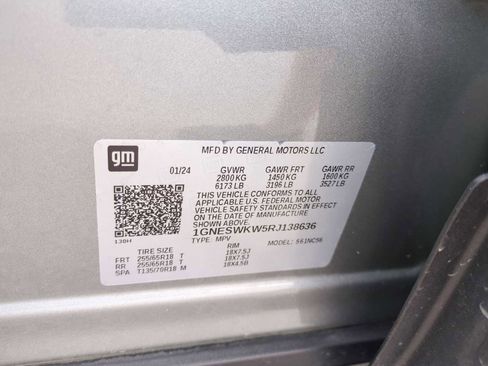 gm
MFD BY GENERAL MOTORS LLC
01/24 GVWR GAWR FRT GAWR RR
2800 KG 1450 KG 1600 KG
6173 LB 3196 LB 3527 LB
THIS VEHICLE CONFORMS TO ALL
APPLICABLE U.S. FEDERAL MOTOR
VEHICLE SAFETY STANDARDS IN EFFECT
ON THE DATE OF MANUFACTURE
SHOWN ABOVE.
1GNESWKW5RJ138636
130H TYPE: MPV MODEL: 561NC56
TIRE SIZE RIM
FRT 255/65R18 T 18X7.5J
RR 255/65R18 T 18X7.5J
SPA T135/70R18 M 18X4.5B